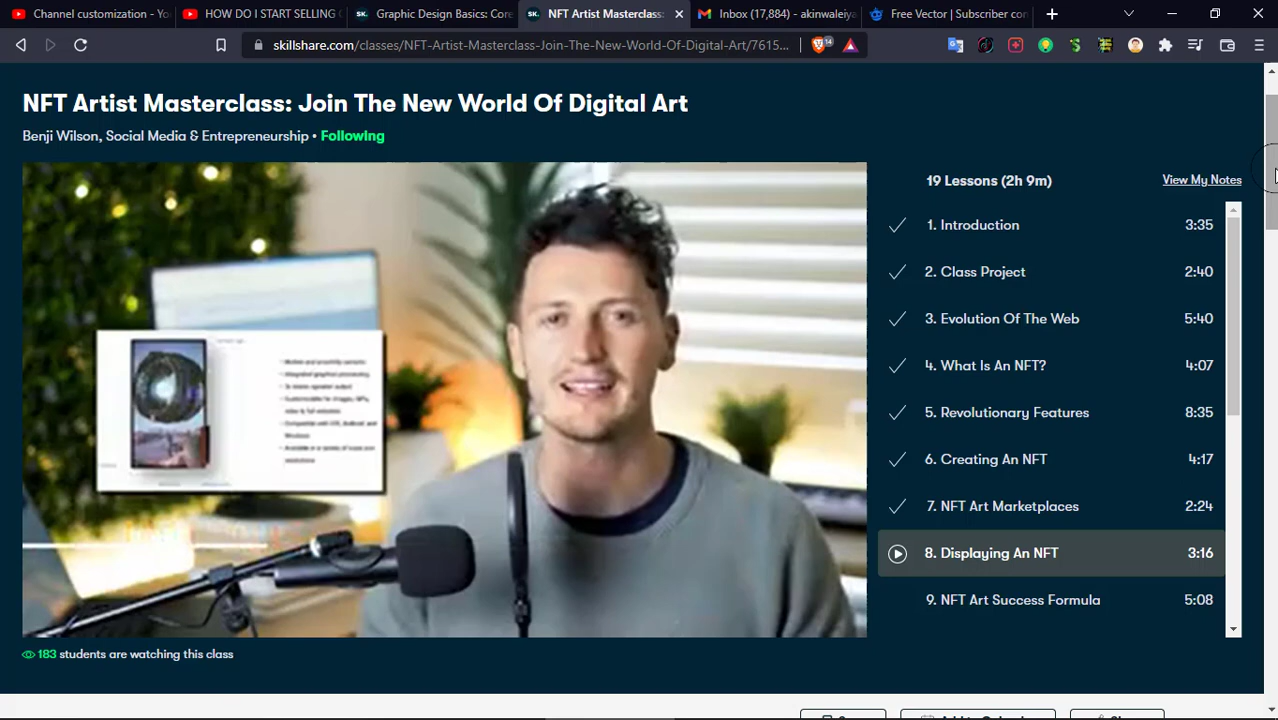 Channel customization - Yo
HOW DO I START SELLING
Graphic Design Basics: Core
NFT Artist Masterclass:
Inbox (17,884) - akinwaleiya
Free Vector | Subscriber con
skillshare.com/classes/NFT-Artist-Masterclass-Join-The-New-World-Of-Digital-Art/7615...
14
NFT Artist Masterclass: Join The New World Of Digital Art
Benji Wilson, Social Media & Entrepreneurship • Following
19 Lessons (2h 9m)
View My Notes
1. Introduction 3:35
2. Class Project 2:40
3. Evolution Of The Web 5:40
4. What Is An NFT? 4:07
5. Revolutionary Features 8:35
6. Creating An NFT 4:17
7. NFT Art Marketplaces 2:24
8. Displaying An NFT 3:16
9. NFT Art Success Formula 5:08
183 students are watching this class